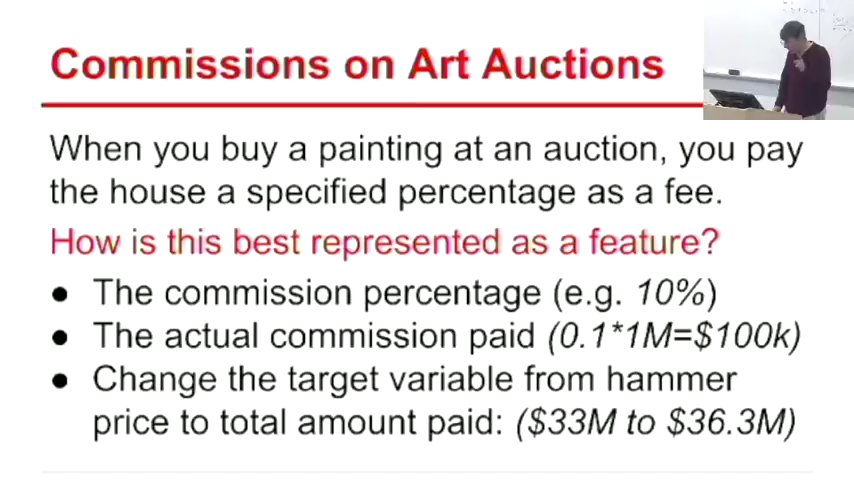 Commissions on Art Auctions
When you buy a painting at an auction, you pay
the house a specified percentage as a fee.
How is this best represented as a feature?
● The commission percentage (e.g. 10%)
● The actual commission paid (0.1*1M=$100k)
● Change the target variable from hammer
price to total amount paid: ($33M to $36.3M)